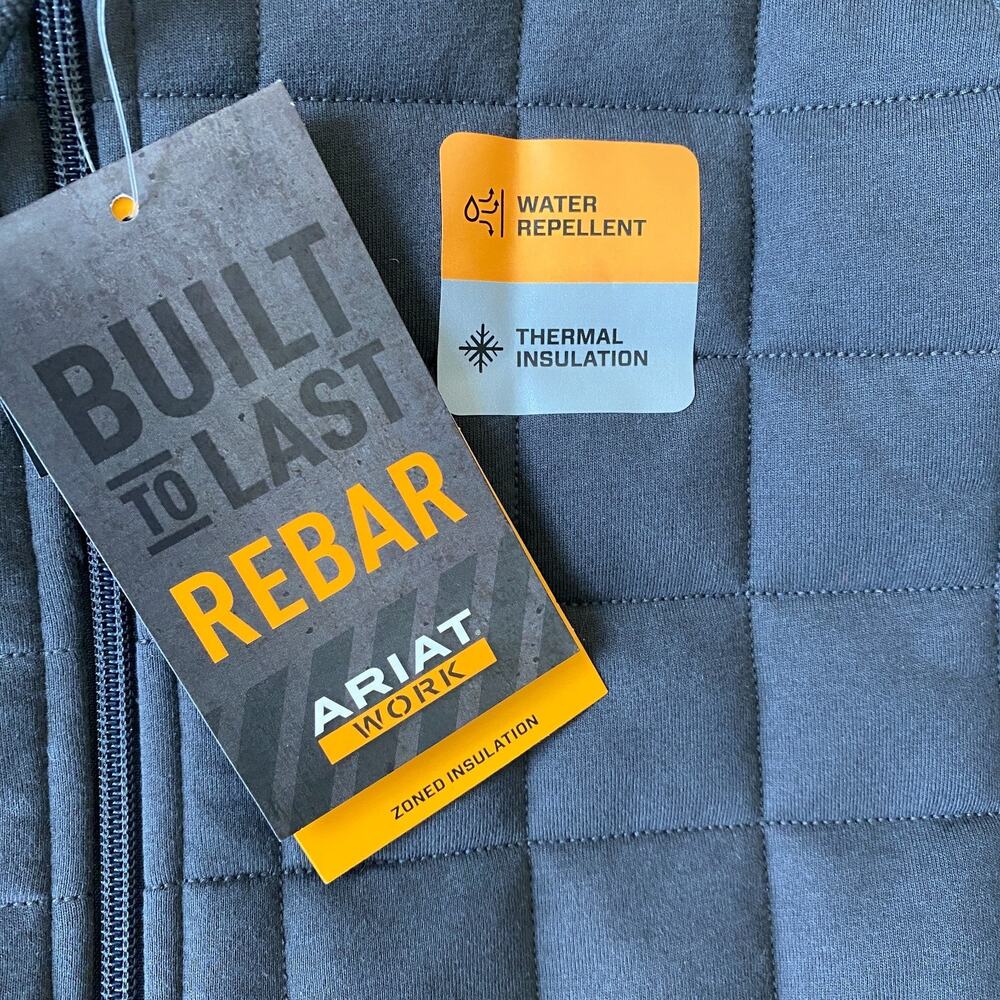 BUILT
TO LAST
REBAR
ARIAT®
WORK
ZONED INSULATION
WATER
REPELLENT
THERMAL
INSULATION